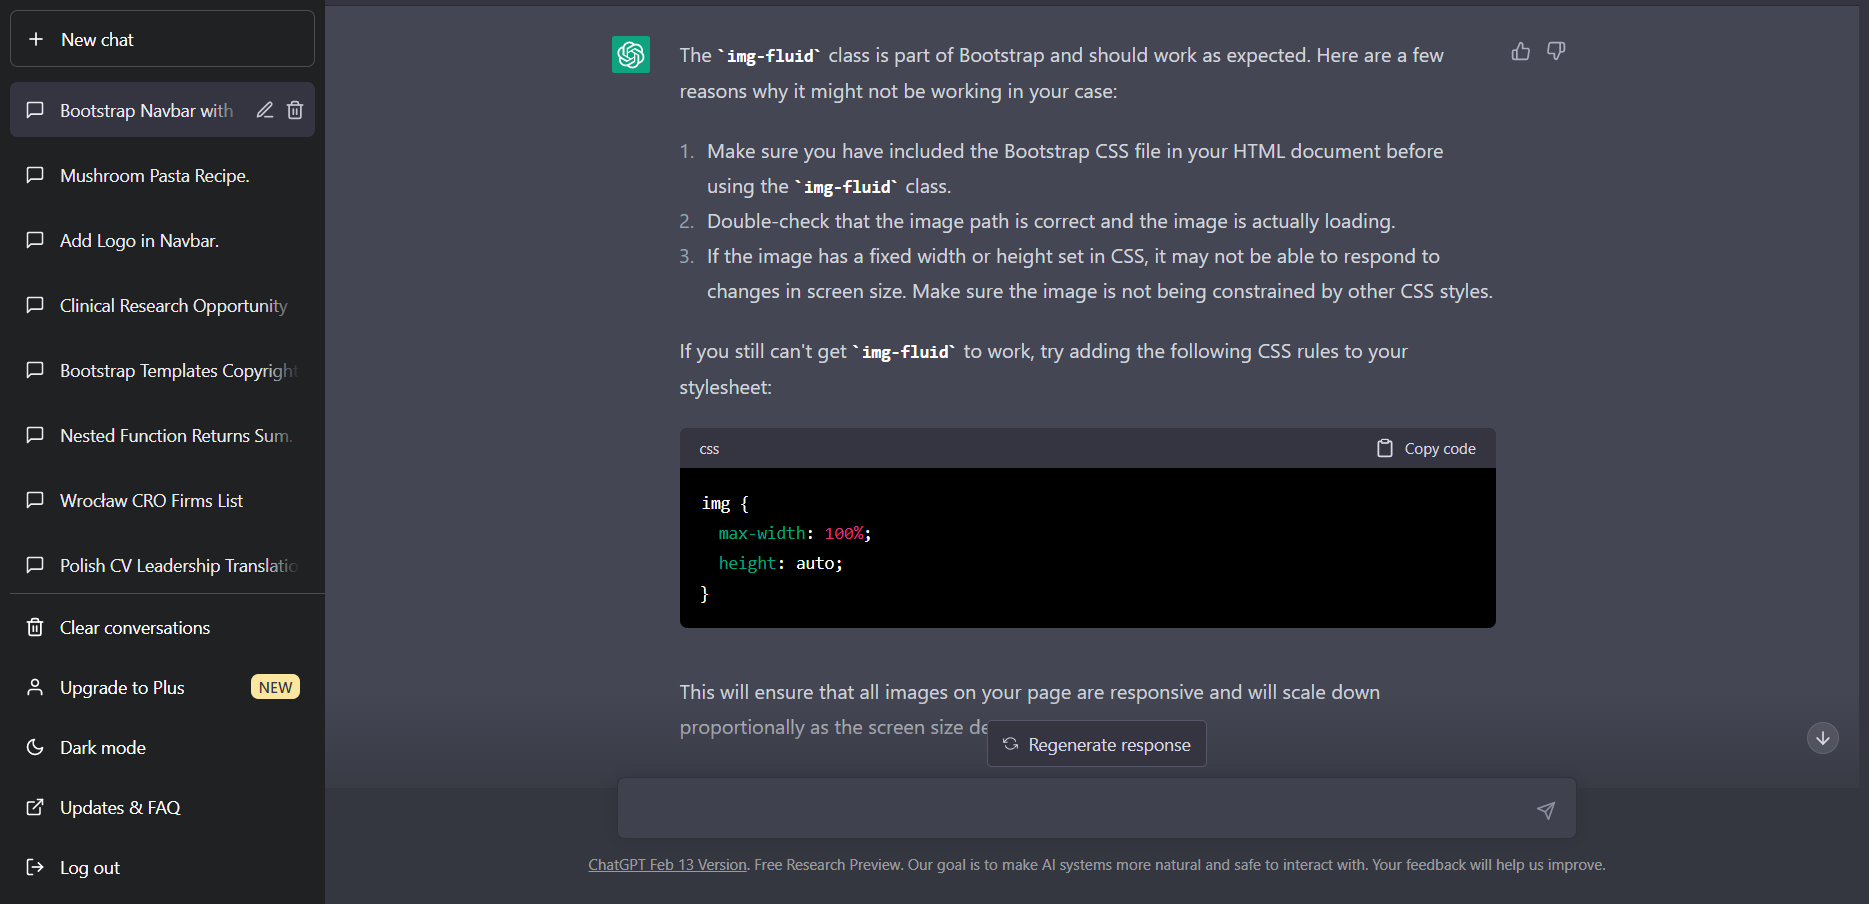 New chat
Bootstrap Navbar with
Mushroom Pasta Recipe.
Add Logo in Navbar.
Clinical Research Opportunity
Bootstrap Templates Copyright
Nested Function Returns Sum.
Wrocław CRO Firms List
Polish CV Leadership Translatio
Clear conversations
Upgrade to Plus NEW
Dark mode
Updates & FAQ
Log out
The `img-fluid` class is part of Bootstrap and should work as expected. Here are a few
reasons why it might not be working in your case:
1. Make sure you have included the Bootstrap CSS file in your HTML document before
using the `img-fluid` class.
2. Double-check that the image path is correct and the image is actually loading.
3. If the image has a fixed width or height set in CSS, it may not be able to respond to
changes in screen size. Make sure the image is not being constrained by other CSS styles.
If you still can't get `img-fluid` to work, try adding the following CSS rules to your
stylesheet:
css Copy code
img {
max-width: 100%;
height: auto;
}
This will ensure that all images on your page are responsive and will scale down
proportionally as the screen size de
Regenerate response
ChatGPT Feb 13 Version. Free Research Preview. Our goal is to make AI systems more natural and safe to interact with. Your feedback will help us improve.